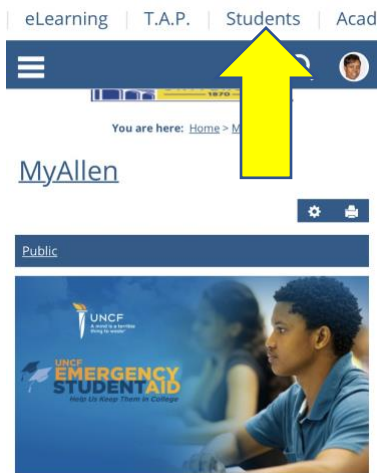 eLearning | T.A.P. | Students | Acad
1870
You are here: Home > M
MyAllen
Public
UNCF
A mind is a terrible
thing to waste®
UNCF
EMERGENCY
STUDENT AID
Help Us Keep Them in College